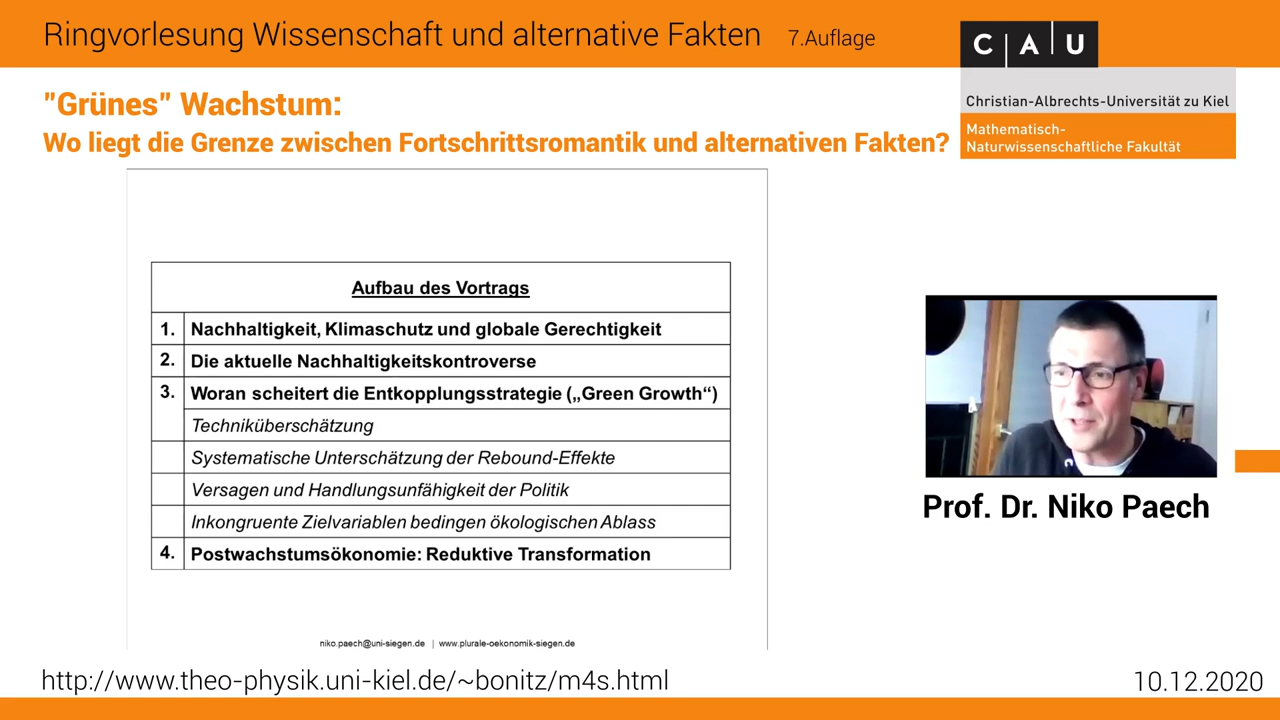 Ringvorlesung Wissenschaft und alternative Fakten 7.Auflage
C A U
Christian-Albrechts-Universität zu Kiel
Mathematisch-
Naturwissenschaftliche Fakultät
"Grünes" Wachstum:
Wo liegt die Grenze zwischen Fortschrittsromantik und alternativen Fakten?
Aufbau des Vortrags
1. Nachhaltigkeit, Klimaschutz und globale Gerechtigkeit
2. Die aktuelle Nachhaltigkeitskontroverse
3. Woran scheitert die Entkopplungsstrategie („Green Growth“)
Techniküberschätzung
Systematische Unterschätzung der Rebound-Effekte
Versagen und Handlungsunfähigkeit der Politik
Inkongruente Zielvariablen bedingen ökologischen Ablass
4. Postwachstumsökonomie: Reduktive Transformation
niko.paech@uni-siegen.de | www.plurale-oekonomik-siegen.de
Prof. Dr. Niko Paech
http://www.theo-physik.uni-kiel.de/~bonitz/m4s.html
10.12.2020